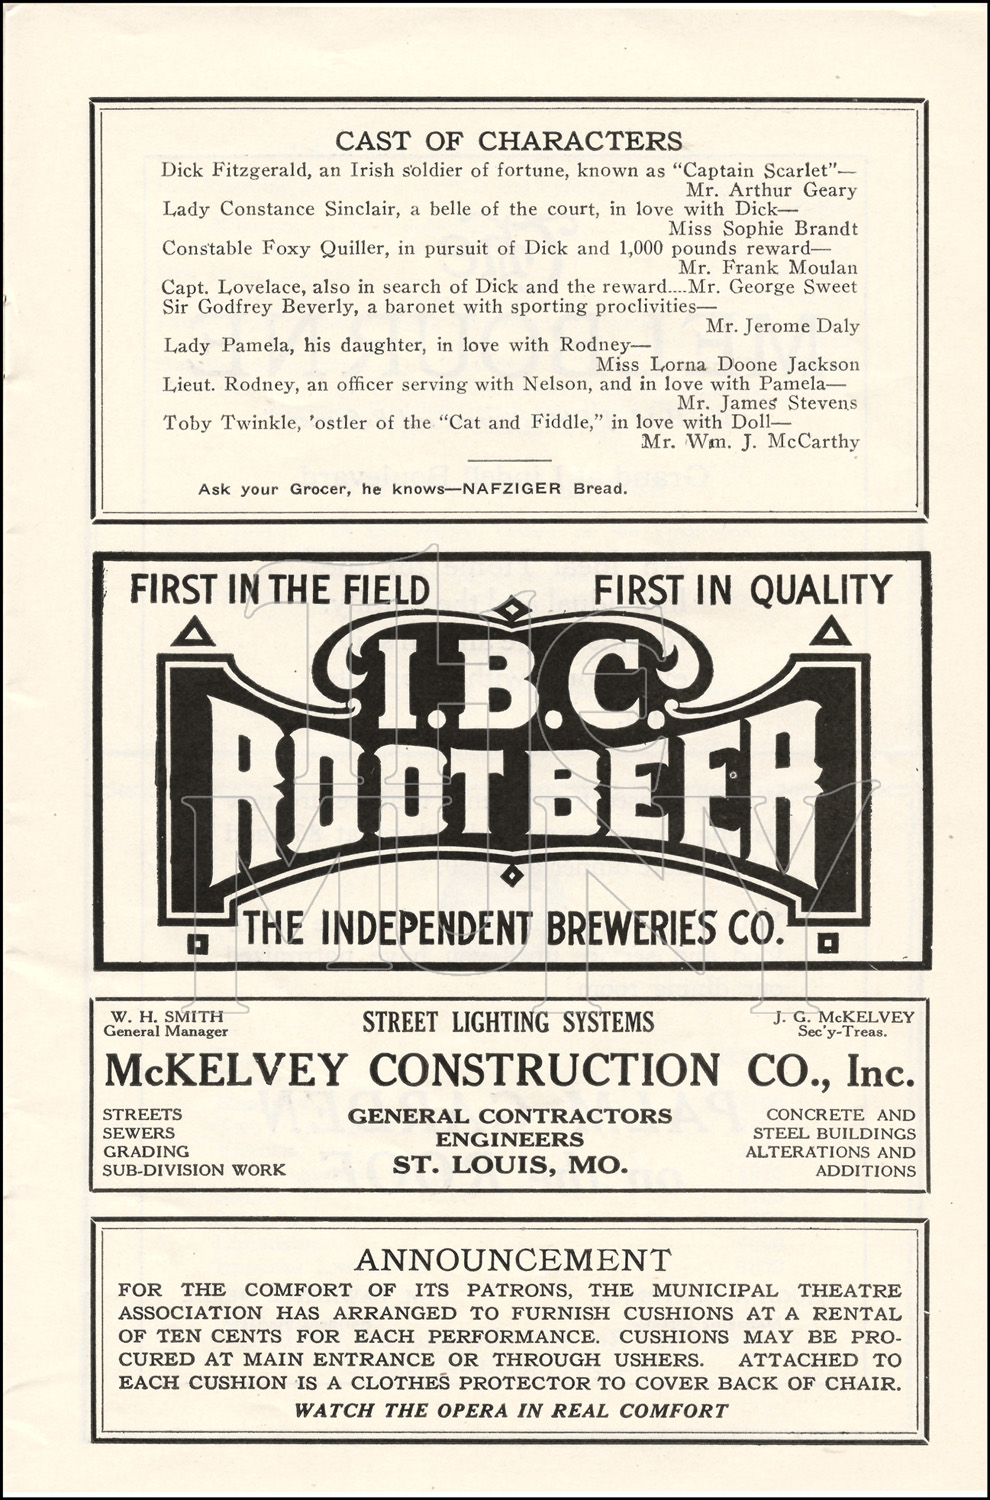 CAST OF CHARACTERS
Dick Fitzgerald, an Irish soldier of fortune, known as "Captain Scarlet"—
Mr. Arthur Geary
Lady Constance Sinclair, a belle of the court, in love with Dick—
Miss Sophie Brandt
Constable Foxy Quiller, in pursuit of Dick and 1,000 pounds reward—
Mr. Frank Moulan
Capt. Lovelace, also in search of Dick and the reward....Mr. George Sweet
Sir Godfrey Beverly, a baronet with sporting proclivities—
Mr. Jerome Daly
Lady Pamela, his daughter, in love with Rodney—
Miss Lorna Doone Jackson
Lieut. Rodney, an officer serving with Nelson, and in love with Pamela—
Mr. James Stevens
Toby Twinkle, 'ostler of the "Cat and Fiddle," in love with Doll—
Mr. Wm. J. McCarthy
Ask your Grocer, he knows—NAFZIGER Bread.
FIRST IN THE FIELD FIRST IN QUALITY
I.B.C.
ROOT BEER
THE INDEPENDENT BREWERIES CO.
THE
MUNY
W. H. SMITH
General Manager
STREET LIGHTING SYSTEMS
J. G. McKELVEY
Sec'y-Treas.
McKELVEY CONSTRUCTION CO., Inc.
STREETS
SEWERS
GRADING
SUB-DIVISION WORK
GENERAL CONTRACTORS
ENGINEERS
ST. LOUIS, MO.
CONCRETE AND
STEEL BUILDINGS
ALTERATIONS AND
ADDITIONS
ANNOUNCEMENT
FOR THE COMFORT OF ITS PATRONS, THE MUNICIPAL THEATRE
ASSOCIATION HAS ARRANGED TO FURNISH CUSHIONS AT A RENTAL
OF TEN CENTS FOR EACH PERFORMANCE. CUSHIONS MAY BE PRO-
CURED AT MAIN ENTRANCE OR THROUGH USHERS. ATTACHED TO
EACH CUSHION IS A CLOTHES PROTECTOR TO COVER BACK OF CHAIR.
WATCH THE OPERA IN REAL COMFORT